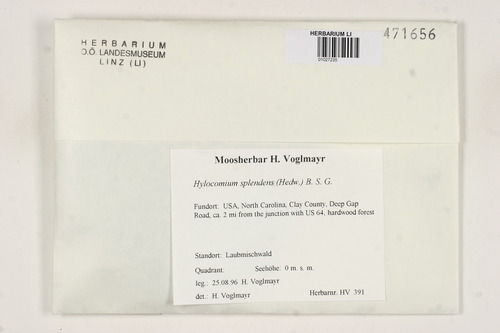 HERBARIUM
O.Ö. LANDESMUSEUM
LINZ (LI)
HERBARIUM LI
01027235
471656
Moosherbar H. Voglmayr
Hylocomium splendens (Hedw.) B. S. G.
Fundort: USA, North Carolina, Clay County, Deep Gap
Road, ca. 2 mi from the junction with US 64, hardwood forest
Standort: Laubmischwald
Quadrant: Seehöhe: 0 m. s. m.
leg.: 25.08.96 H. Voglmayr
det.: H. Voglmayr Herbarnr. HV 391